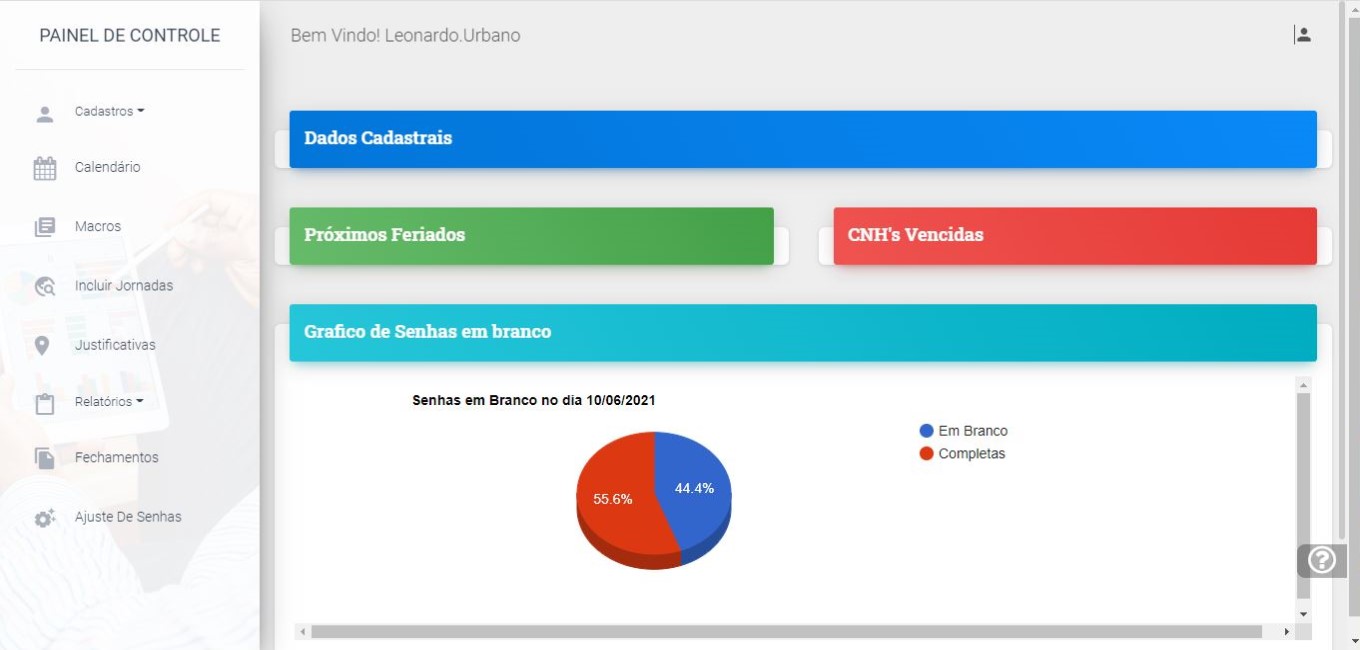 PAINEL DE CONTROLE
Cadastros
Calendário
Macros
Incluir Jornadas
Justificativas
Relatórios
Fechamentos
Ajuste De Senhas
Bem Vindo! Leonardo.Urbano
Dados Cadastrais
Próximos Feriados
CNH's Vencidas
Grafico de Senhas em branco
Senhas em Branco no dia 10/06/2021
Em Branco
Completas
55.6%
44.4%
?